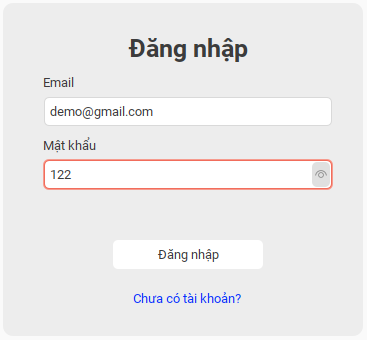 Đăng nhập
Email
demo@gmail.com
Mật khẩu
122
Đăng nhập
Chưa có tài khoản?